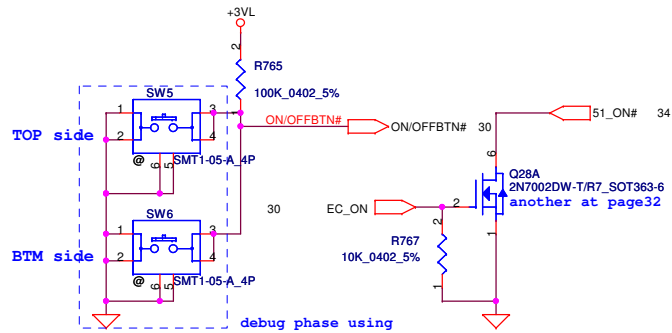 +3VL
2
R765
100K_0402_5%
1
SW5
1
3
2
4
TOP side
@
6
5
SMT1-05-A_4P
ON/OFFBTN#
ON/OFFBTN#
30
51_ON#
34
6
Q28A
2N7002DW-T/R7_SOT363-6
another at page32
EC_ON
2
30
1
2
R767
10K_0402_5%
1
SW6
1
3
2
4
BTM side
@
6
5
SMT1-05-A_4P
debug phase using